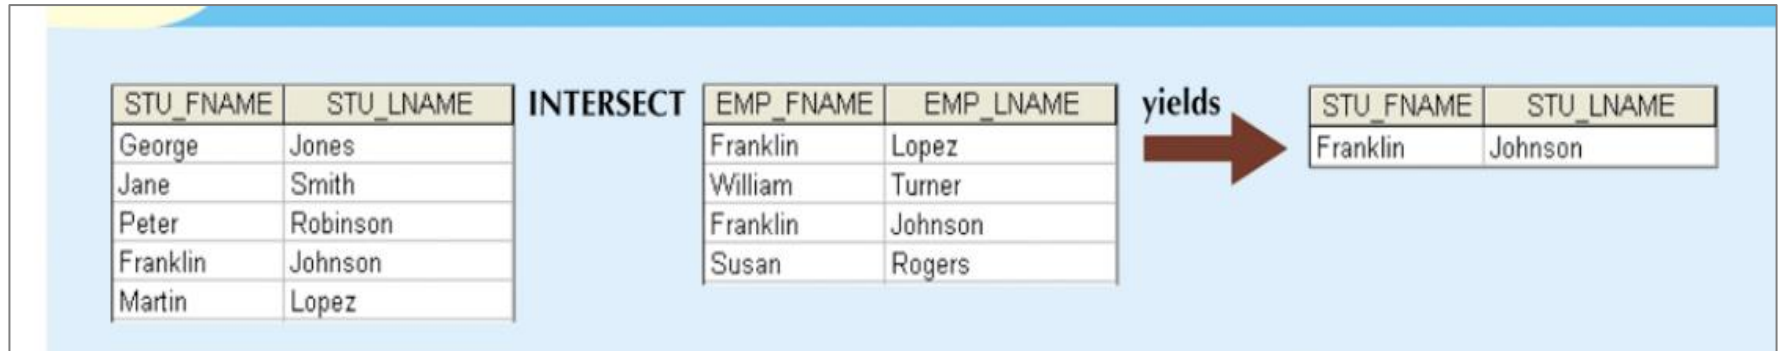 STU_FNAME STU_LNAME INTERSECT EMP_FNAME EMP_LNAME yields STU_FNAME STU_LNAME
George Jones Franklin Lopez Franklin Johnson
Jane Smith William Turner
Peter Robinson Franklin Johnson
Franklin Johnson Susan Rogers
Martin Lopez